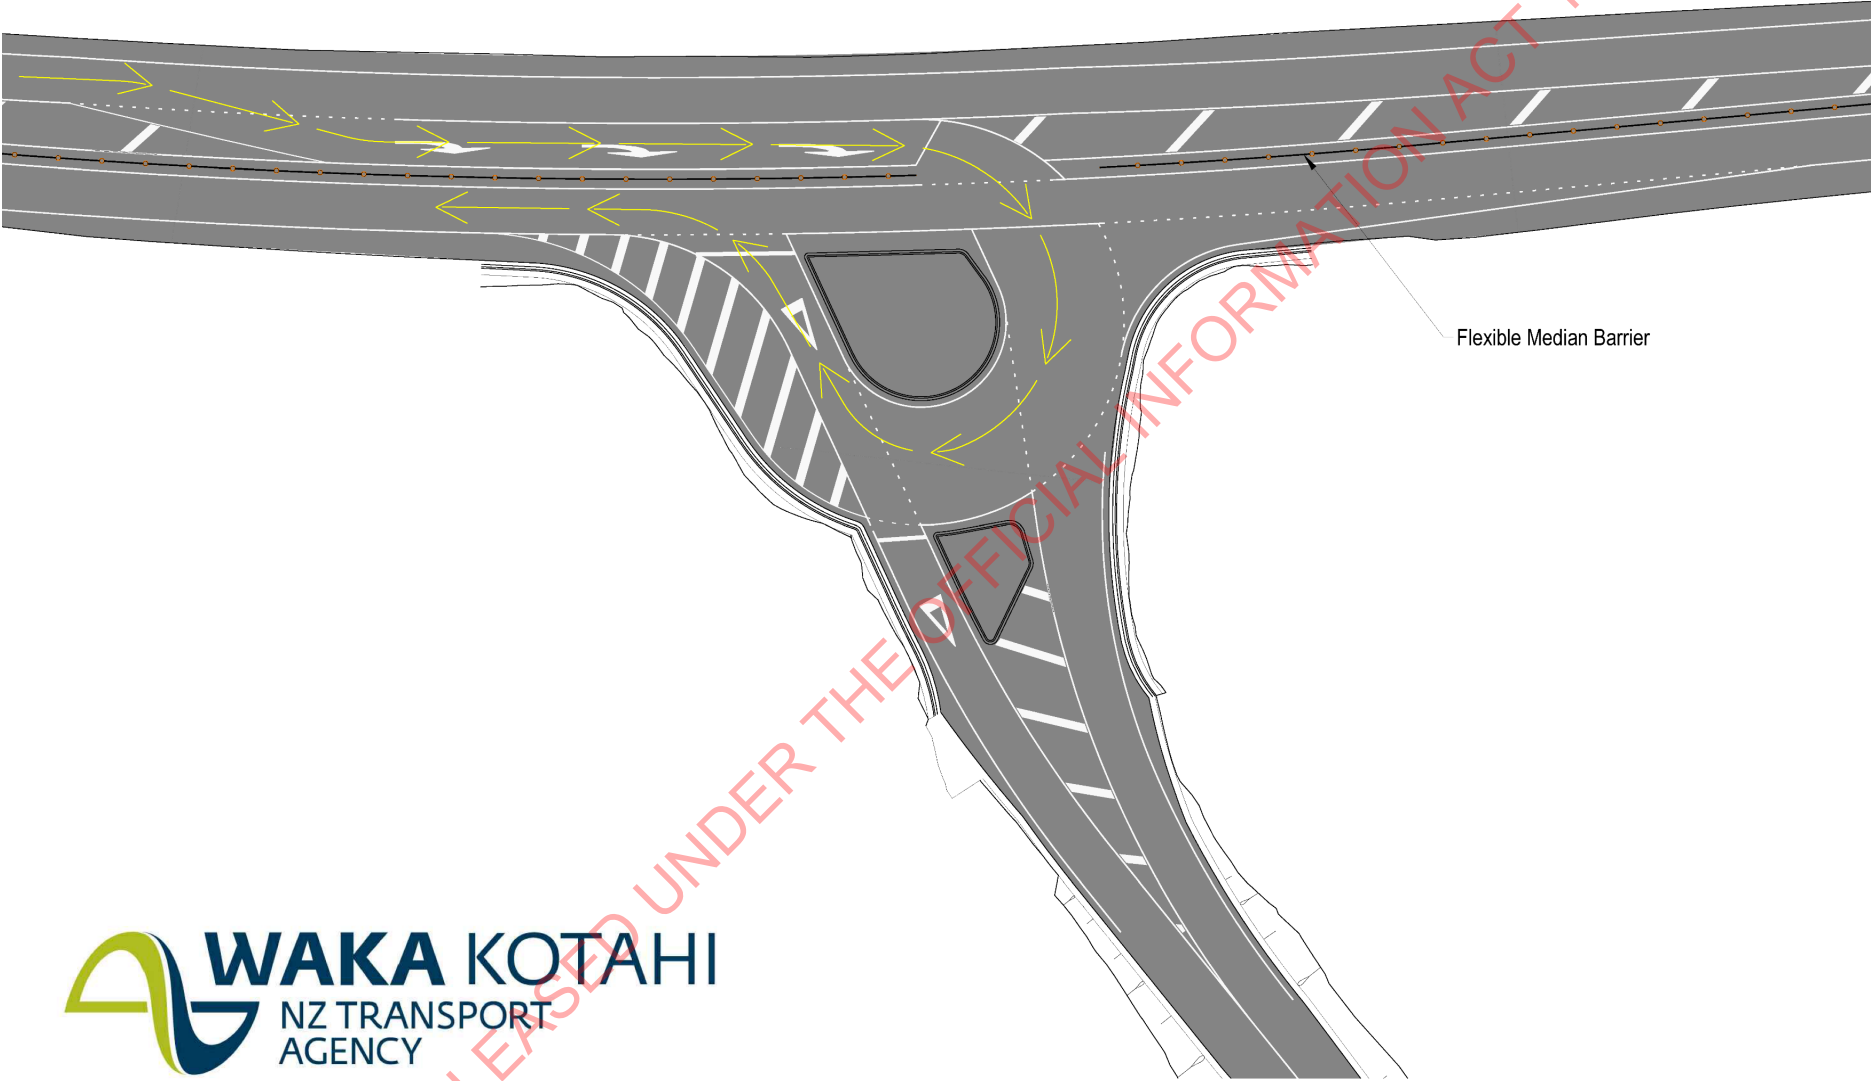 Flexible Median Barrier
EASED UNDER THE OFFICIAL INFORMATION ACT
WAKA KOTAHI
NZ TRANSPORT
AGENCY